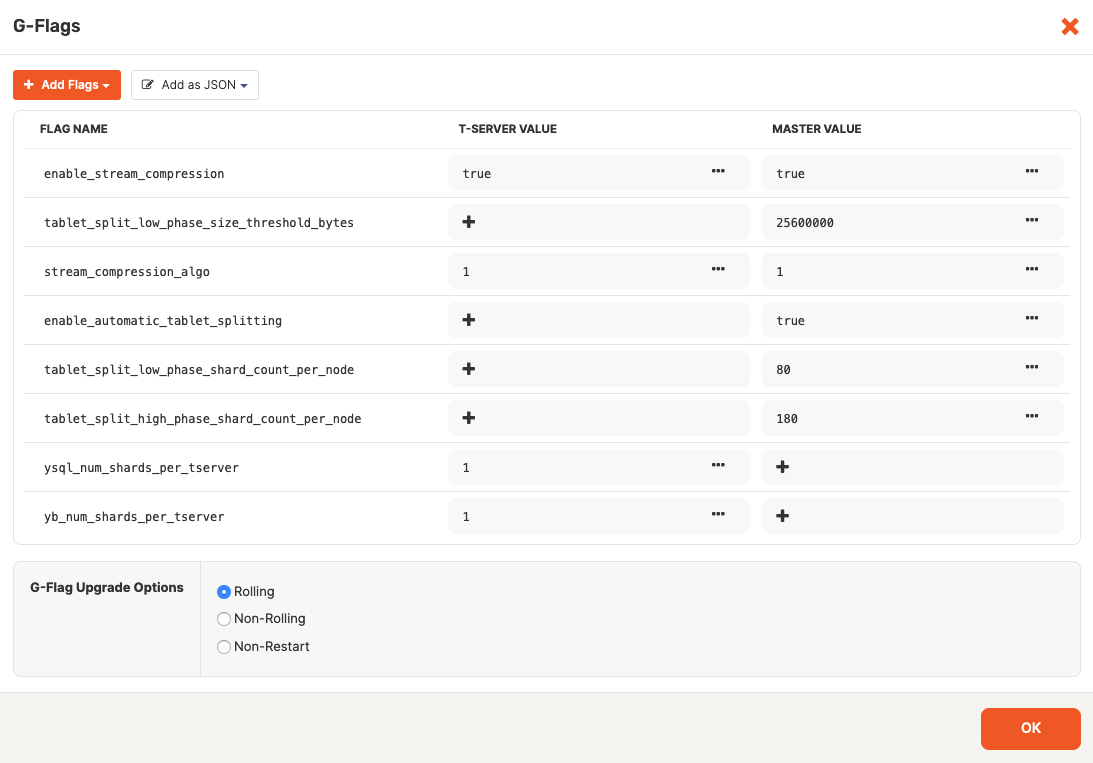 G-Flags
Add Flags
Add as JSON
FLAG NAME T-SERVER VALUE MASTER VALUE
enable_stream_compression true true
tablet_split_low_phase_size_threshold_bytes 25600000
stream_compression_algo 1 1
enable_automatic_tablet_splitting true
tablet_split_low_phase_shard_count_per_node 80
tablet_split_high_phase_shard_count_per_node 180
ysql_num_shards_per_tserver 1
yb_num_shards_per_tserver 1
G-Flag Upgrade Options
Rolling
Non-Rolling
Non-Restart
OK